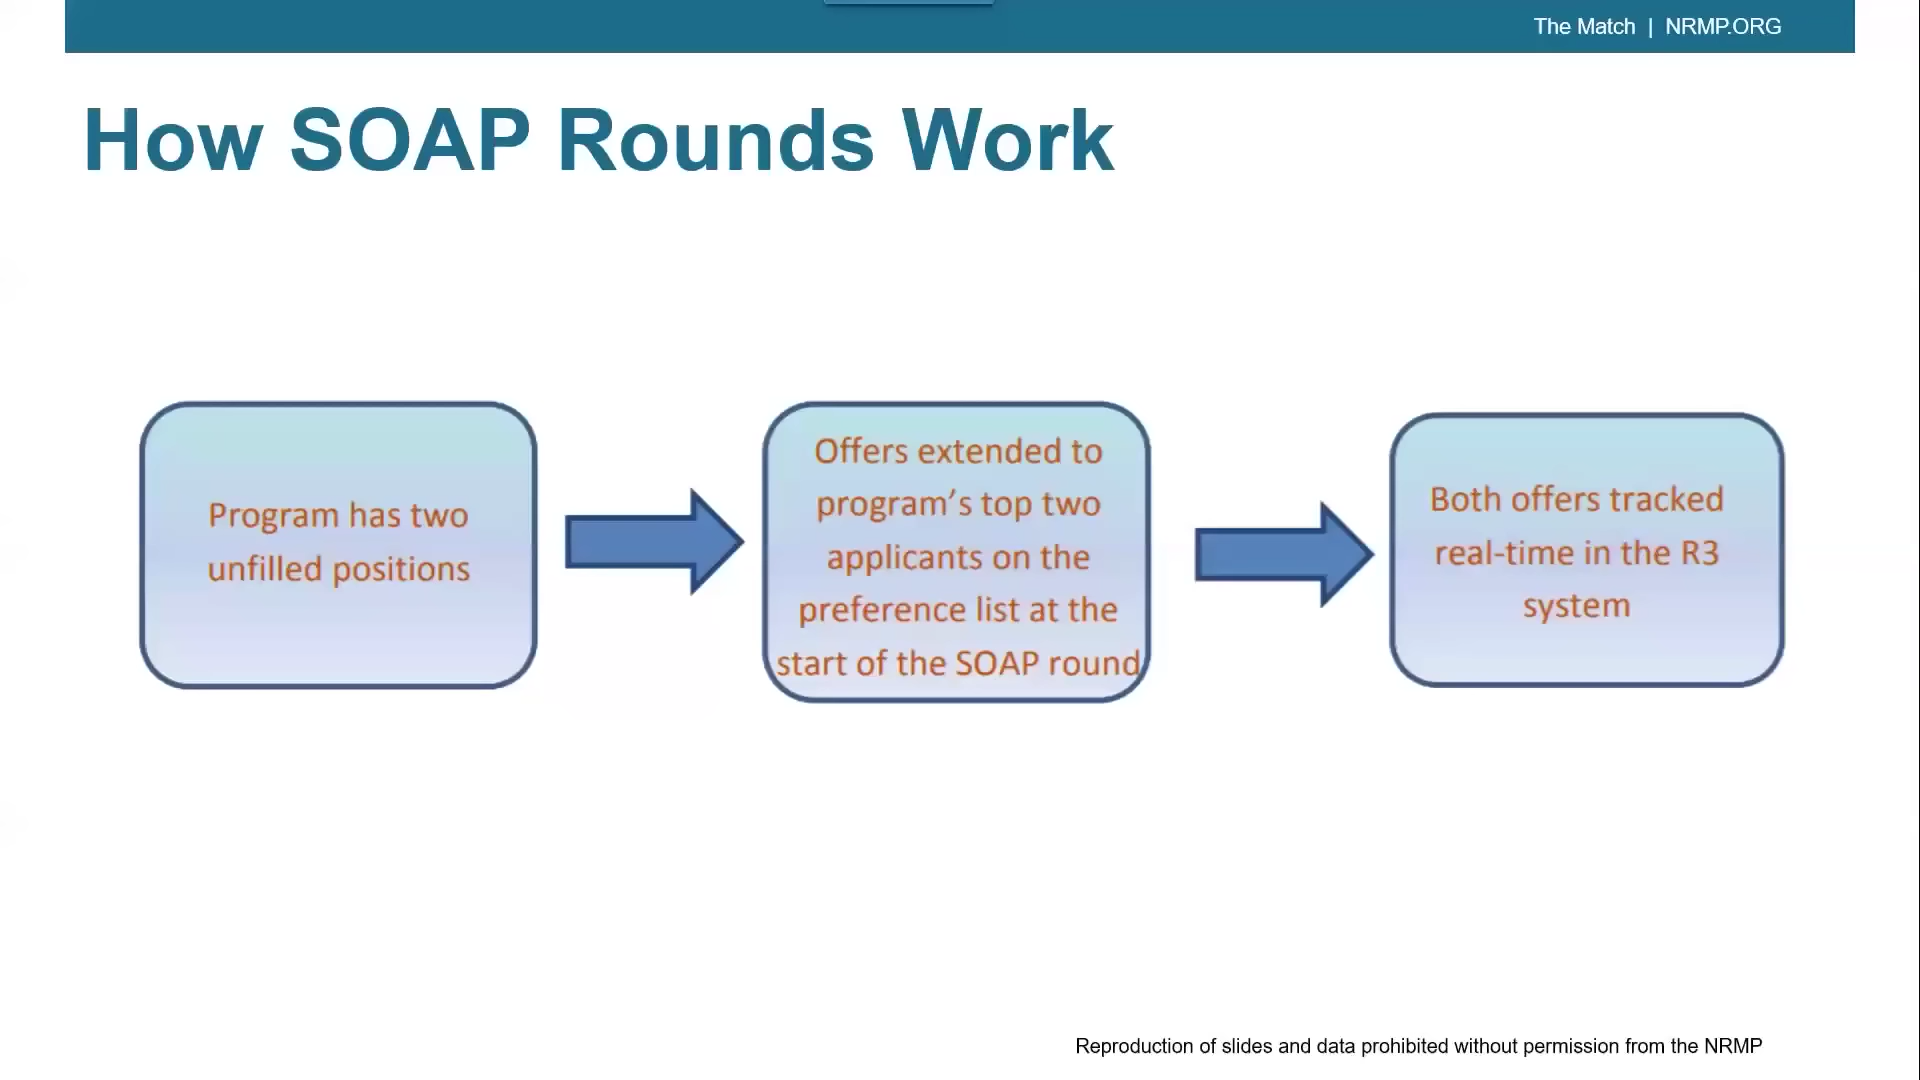 The Match | NRMP.ORG
How SOAP Rounds Work
Program has two
unfilled positions
Offers extended to
program’s top two
applicants on the
preference list at the
start of the SOAP round
Both offers tracked
real-time in the R3
system
Reproduction of slides and data prohibited without permission from the NRMP